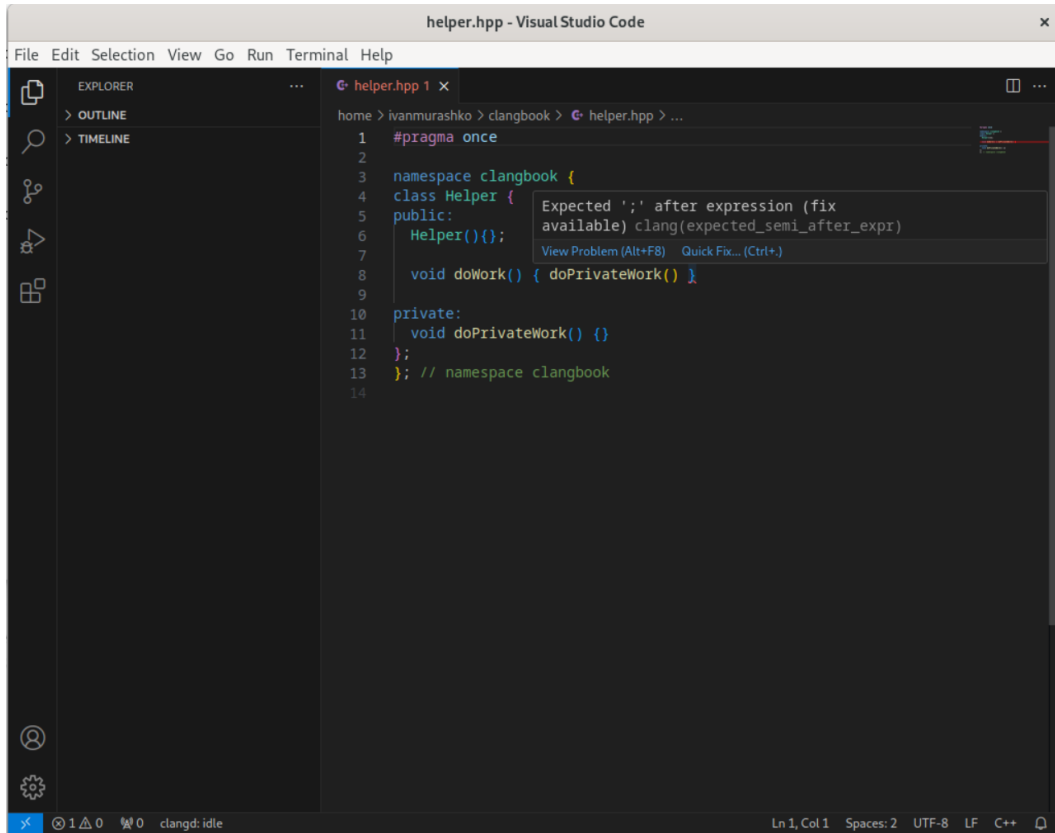 helper.hpp - Visual Studio Code ×
File Edit Selection View Go Run Terminal Help
EXPLORER ...
> OUTLINE
> TIMELINE
helper.hpp 1 ×
home > ivanmurashko > clangbook > helper.hpp > ...
1 #pragma once
2
3 namespace clangbook {
4 class Helper {
5 public:
6 Helper(){};
7
8 void doWork() { doPrivateWork() }
9
10 private:
11 void doPrivateWork() {}
12 };
13 }; // namespace clangbook
14
Expected ';' after expression (fix
available) clang(expected_semi_after_expr)
View Problem (Alt+F8) Quick Fix... (Ctrl+.)
1 0 0 clangd: idle Ln 1, Col 1 Spaces: 2 UTF-8 LF C++